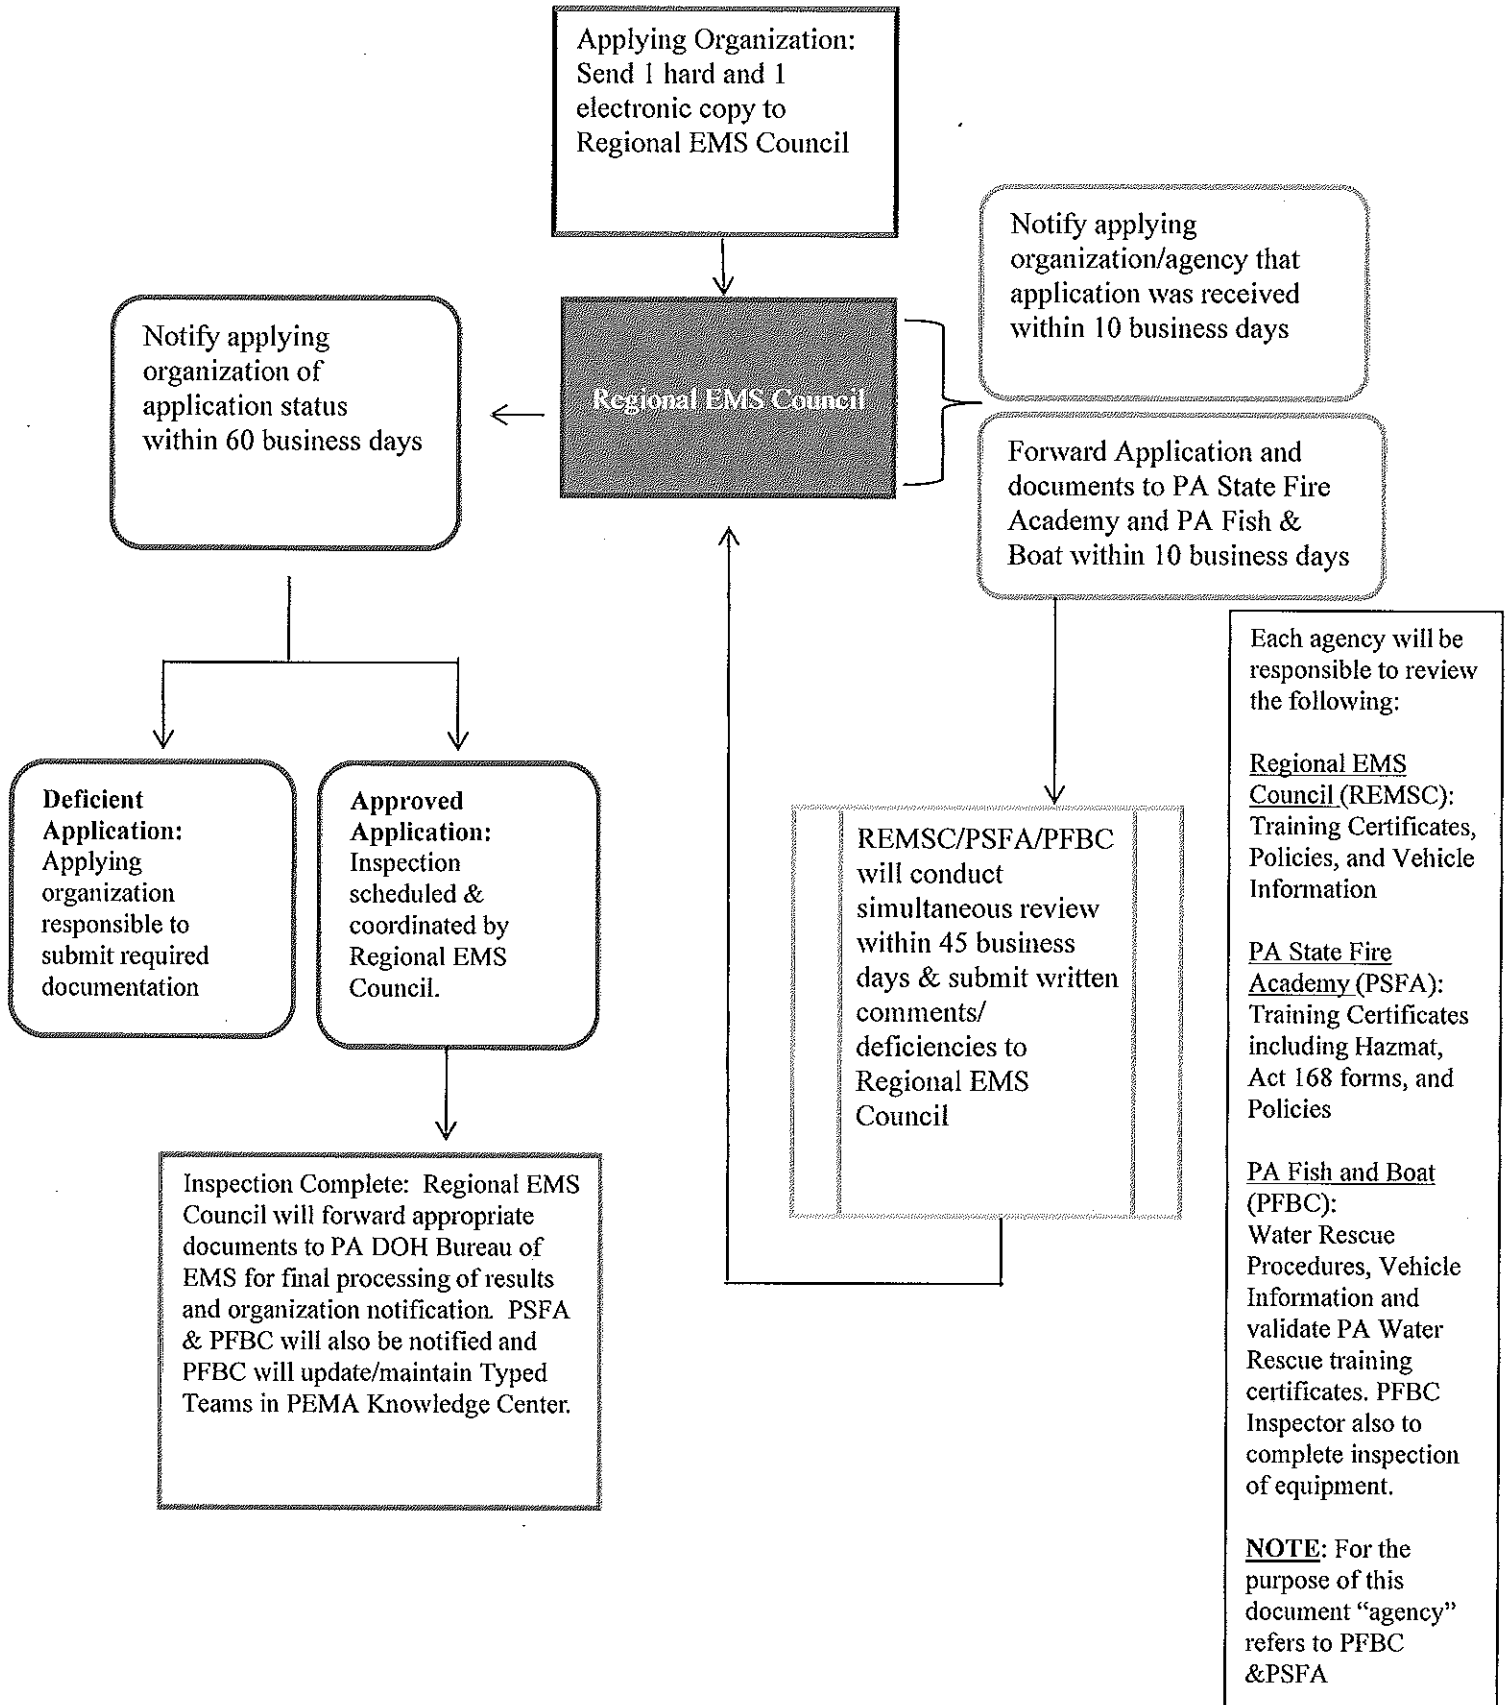 Applying Organization:
Send 1 hard and 1
electronic copy to
Regional EMS Council
Notify applying
organization/agency that
application was received
within 10 business days
Notify applying
organization of
application status
within 60 business days
Regional EMS Council
Forward Application and
documents to PA State Fire
Academy and PA Fish &
Boat within 10 business days
Deficient
Application:
Applying
organization
responsible to
submit required
documentation
Approved
Application:
Inspection
scheduled &
coordinated by
Regional EMS
Council.
REMSC/PSFA/PFBC
will conduct
simultaneous review
within 45 business
days & submit written
comments/
deficiencies to
Regional EMS
Council
Inspection Complete: Regional EMS
Council will forward appropriate
documents to PA DOH Bureau of
EMS for final processing of results
and organization notification. PSFA
& PFBC will also be notified and
PFBC will update/maintain Typed
Teams in PEMA Knowledge Center.
Each agency will be
responsible to review
the following:
Regional EMS
Council (REMSC):
Training Certificates,
Policies, and Vehicle
Information
PA State Fire
Academy (PSFA):
Training Certificates
including Hazmat,
Act 168 forms, and
Policies
PA Fish and Boat
(PFBC):
Water Rescue
Procedures, Vehicle
Information and
validate PA Water
Rescue training
certificates. PFBC
Inspector also to
complete inspection
of equipment.
NOTE: For the
purpose of this
document “agency”
refers to PFBC
&PSFA